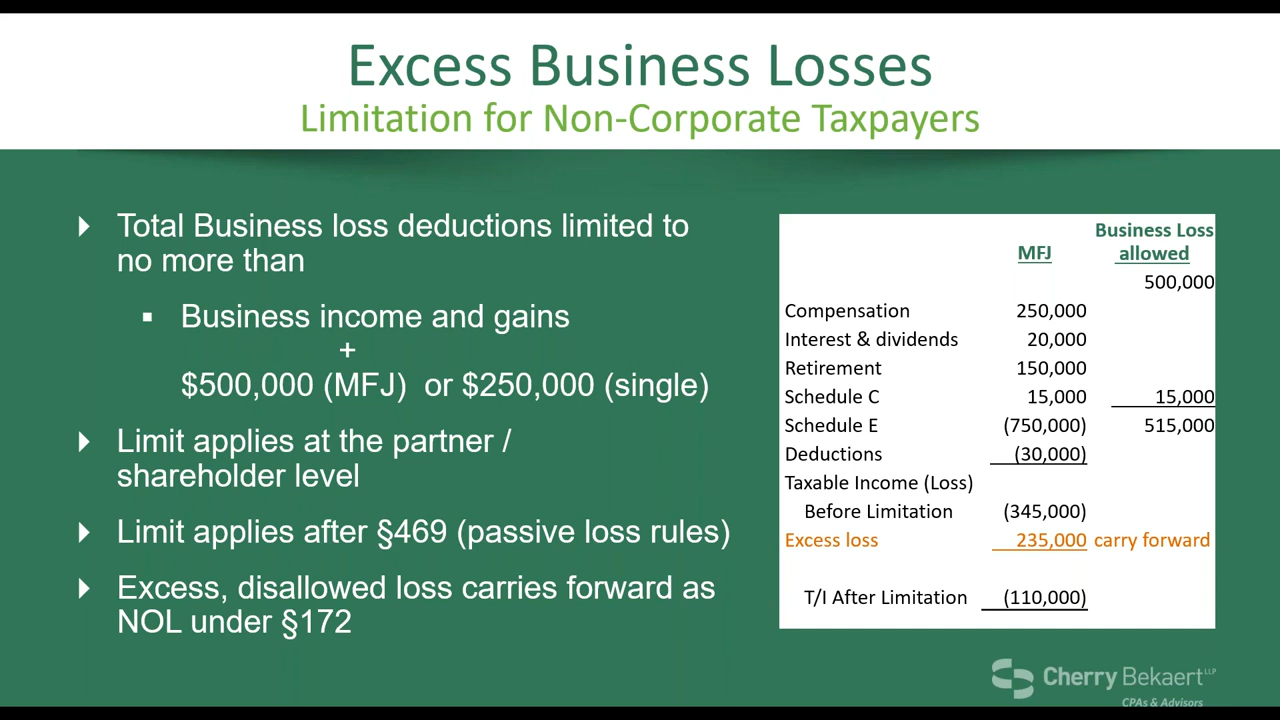 Excess Business Losses
Limitation for Non-Corporate Taxpayers
Total Business loss deductions limited to
no more than
Business income and gains
+
$500,000 (MFJ) or $250,000 (single)
Limit applies at the partner /
shareholder level
Limit applies after §469 (passive loss rules)
Excess, disallowed loss carries forward as
NOL under §172
Business Loss
MFJ allowed
500,000
Compensation 250,000
Interest & dividends 20,000
Retirement 150,000
Schedule C 15,000 15,000
Schedule E (750,000) 515,000
Deductions (30,000)
Taxable Income (Loss)
Before Limitation (345,000)
Excess loss 235,000 carry forward
T/I After Limitation (110,000)
Cherry Bekaert LLP
CPAs & Advisors